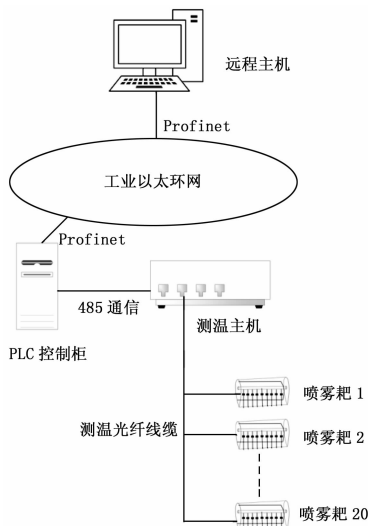 远程主机
Profinet
工业以太环网
Profinet
485 通信
测温主机
PLC 控制柜
喷雾耙 1
测温光纤线缆
喷雾耙 2
喷雾耙 20